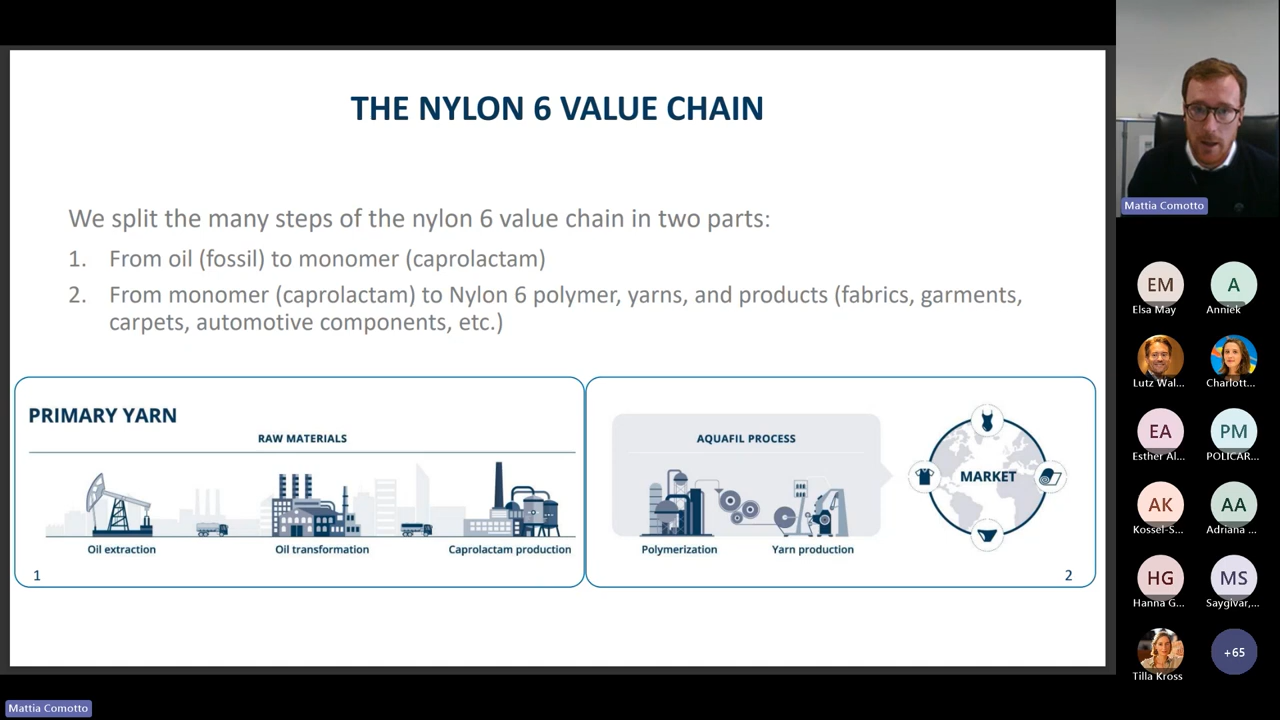 THE NYLON 6 VALUE CHAIN
We split the many steps of the nylon 6 value chain in two parts:
1. From oil (fossil) to monomer (caprolactam)
2. From monomer (caprolactam) to Nylon 6 polymer, yarns, and products (fabrics, garments,
carpets, automotive components, etc.)
PRIMARY YARN
RAW MATERIALS
Oil extraction
Oil transformation
Caprolactam production
1
AQUAFIL PROCESS
Polymerization
Yarn production
MARKET
2
Mattia Comotto
EM
Elsa May
A
Anniek
Lutz Wal...
Charlott...
EA
Esther Al...
PM
POLICAR...
AK
Kossel-S...
AA
Adriana ...
HG
Hanna G...
MS
Saygivar,...
Tilla Kross
+65
Mattia Comotto